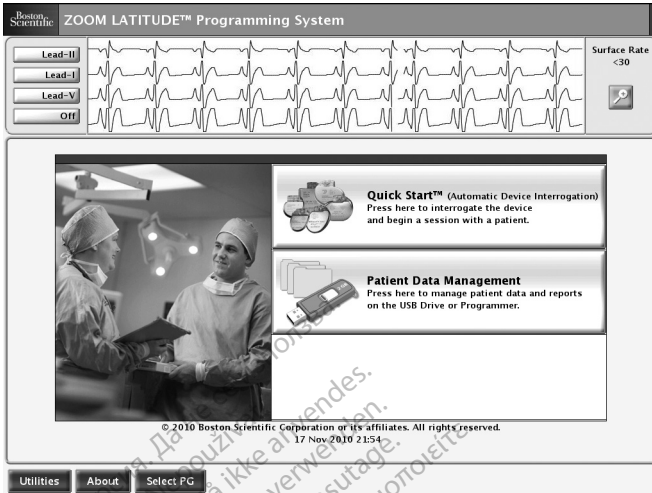 Boston
Scientific
ZOOM LATITUDE™ Programming System
Lead-II
Lead-I
Lead-V
Off
Surface Rate
<30
Quick Start™ (Automatic Device Interrogation)
Press here to interrogate the device
and begin a session with a patient.
Patient Data Management
Press here to manage patient data and reports
on the USB Drive or Programmer.
© 2010 Boston Scientific Corporation or its affiliates. All rights reserved.
17 Nov 2010 21:54
Utilities
About
Select PG